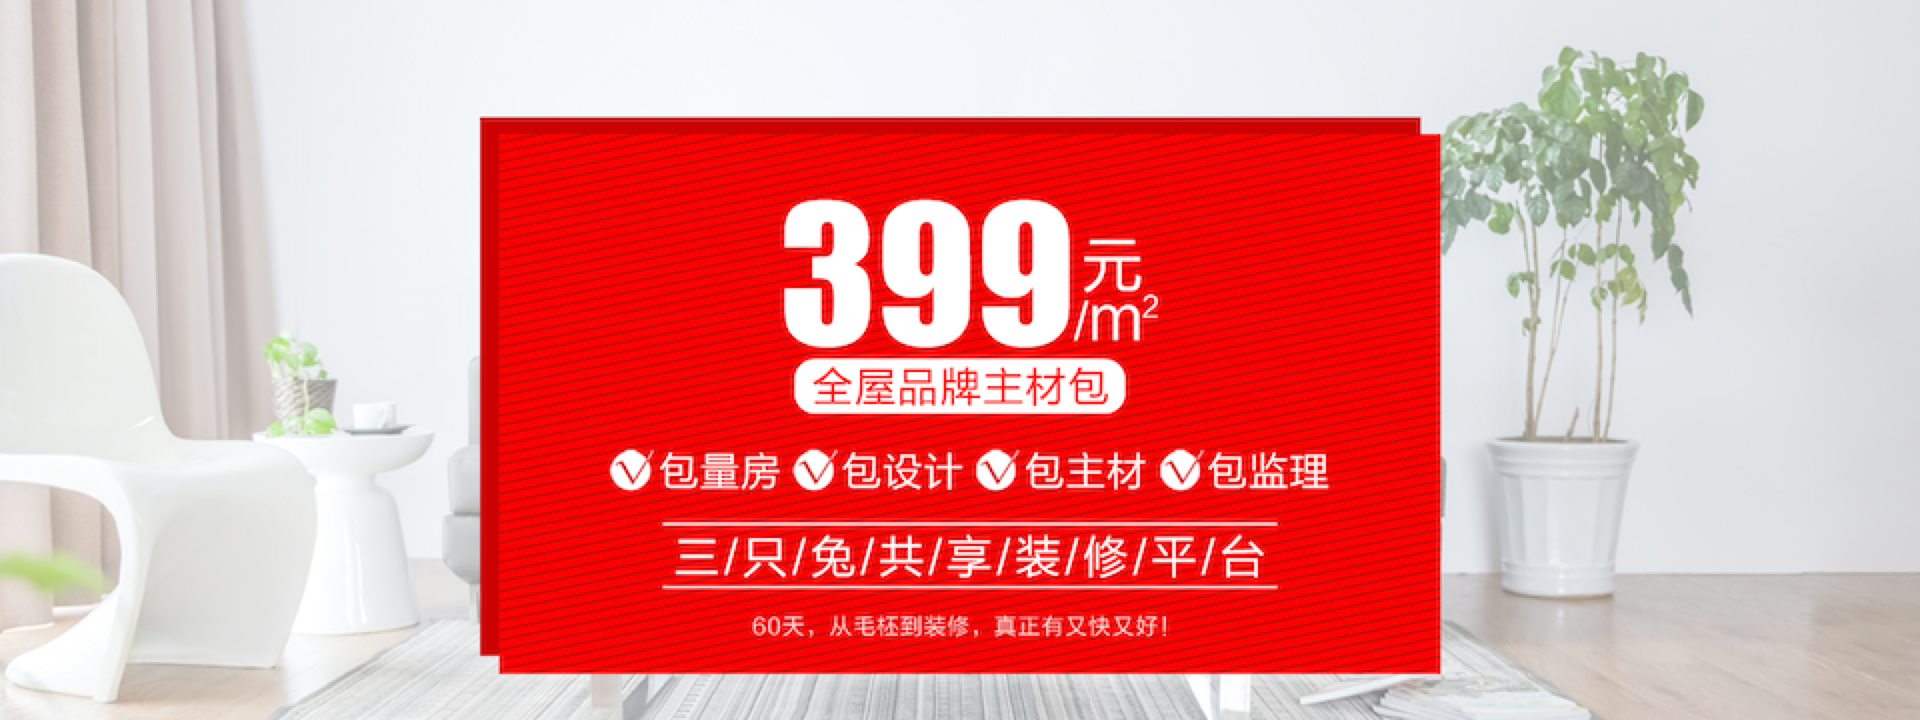 399元/m²
全屋品牌主材包
包量房 包设计 包主材 包监理
三/只/兔/共/享/装/修/平/台
60天，从毛柸到装修，真正有又快又好！